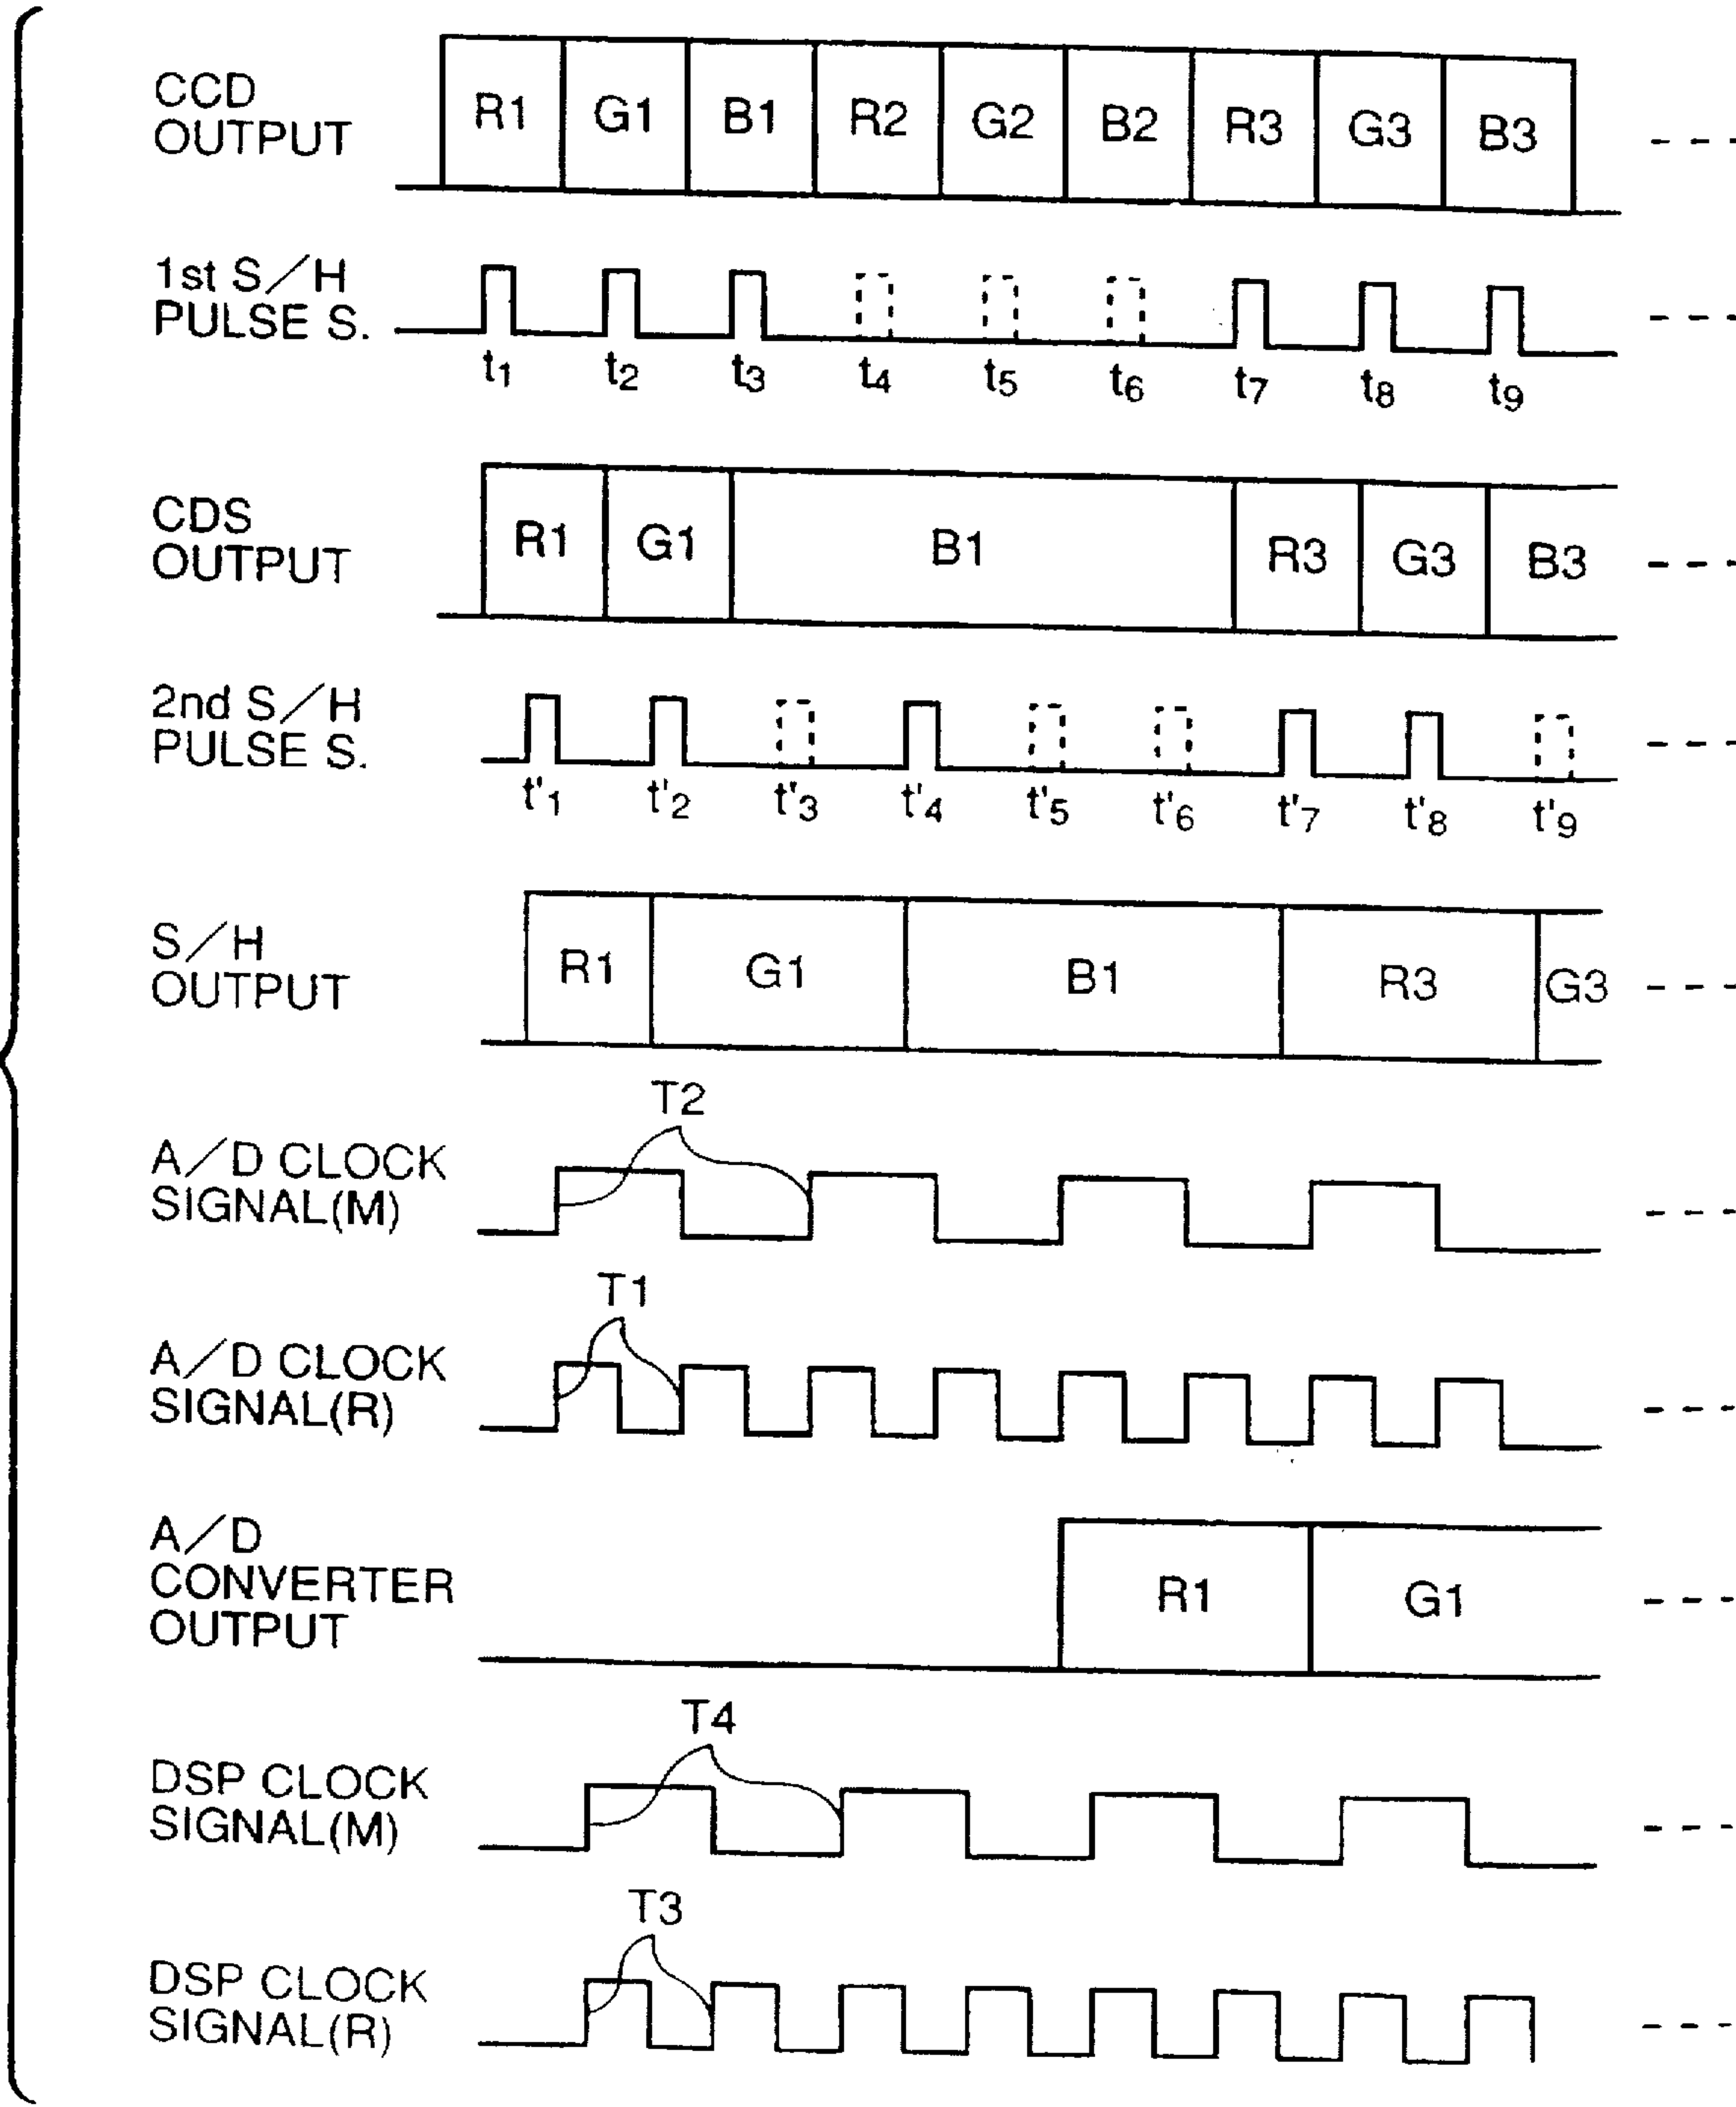 CCD
OUTPUT
R1 G1 B1 R2 G2 B2 R3 G3 B3
1st S/H
PULSE S.
t1 t2 t3 t4 t5 t6 t7 t8 t9
CDS
OUTPUT
R1 G1 B1 R3 G3 B3
2nd S/H
PULSE S.
t'1 t'2 t'3 t'4 t'5 t'6 t'7 t'8 t'9
S/H
OUTPUT
R1 G1 B1 R3 G3
T2
A/D CLOCK
SIGNAL(M)
T1
A/D CLOCK
SIGNAL(R)
A/D
CONVERTER
OUTPUT
R1 G1
T4
DSP CLOCK
SIGNAL(M)
T3
DSP CLOCK
SIGNAL(R)